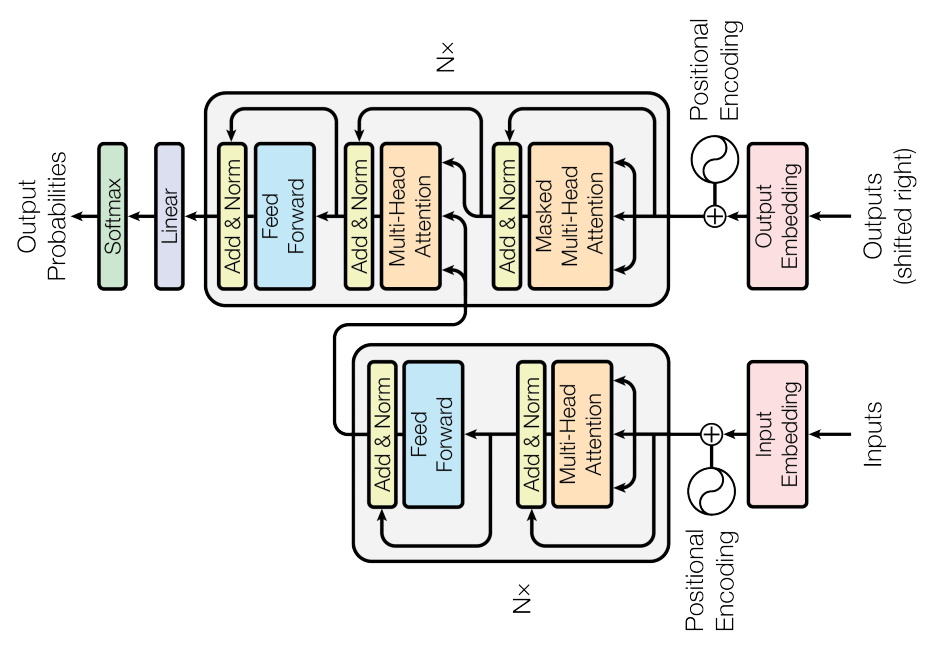 Output
Probabilities
Softmax
Linear
Add & Norm
Feed
Forward
Add & Norm
Multi-Head
Attention
Add & Norm
Masked
Multi-Head
Attention
Nx
Positional
Encoding
Output
Embedding
Outputs
(shifted right)
Add & Norm
Feed
Forward
Add & Norm
Multi-Head
Attention
N×
Positional
Encoding
Input
Embedding
Inputs